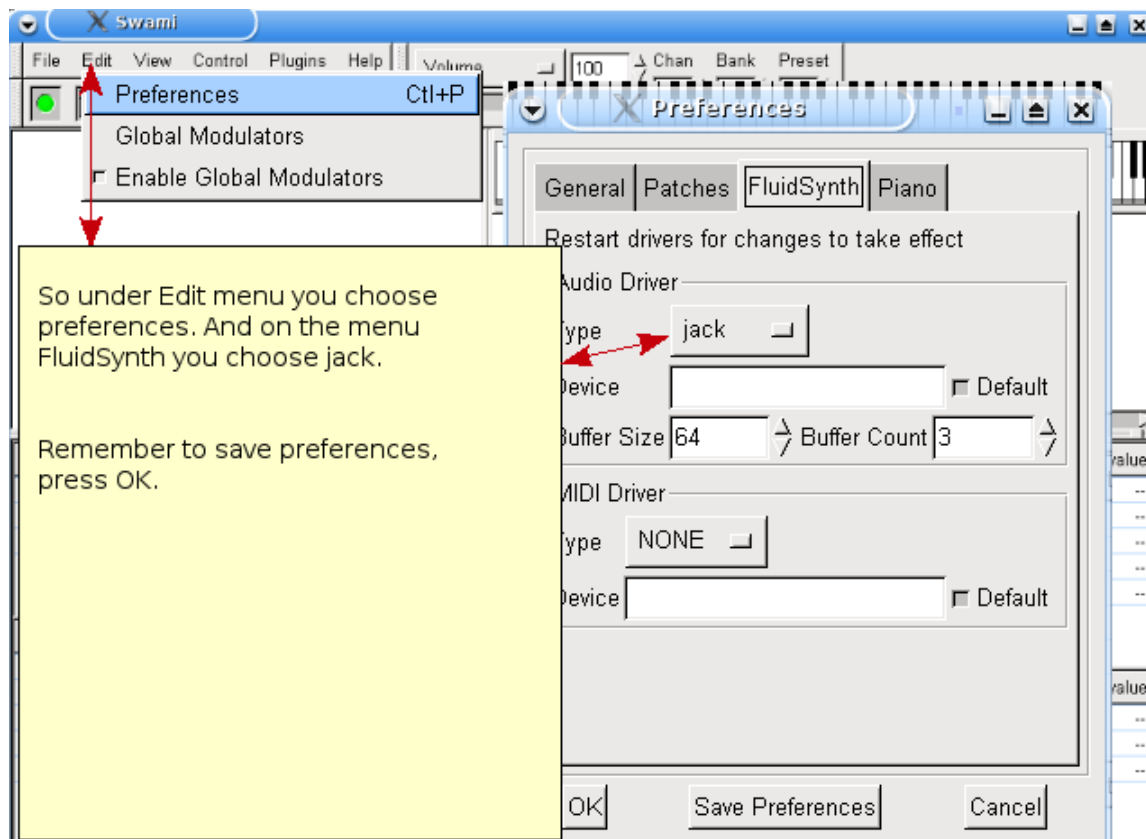 Swami
File Edit View Control Plugins Help
Volume 100 Chan Bank Preset
Preferences Ctl+P
Global Modulators
Enable Global Modulators
Preferences
General Patches FluidSynth Piano
Restart drivers for changes to take effect
Audio Driver
Type jack
Device Default
Buffer Size 64 Buffer Count 3
MIDI Driver
Type NONE
Device Default
OK Save Preferences Cancel
So under Edit menu you choose
preferences. And on the menu
FluidSynth you choose jack.
Remember to save preferences,
press OK.
value
--
--
--
--
--
value
--
--
--